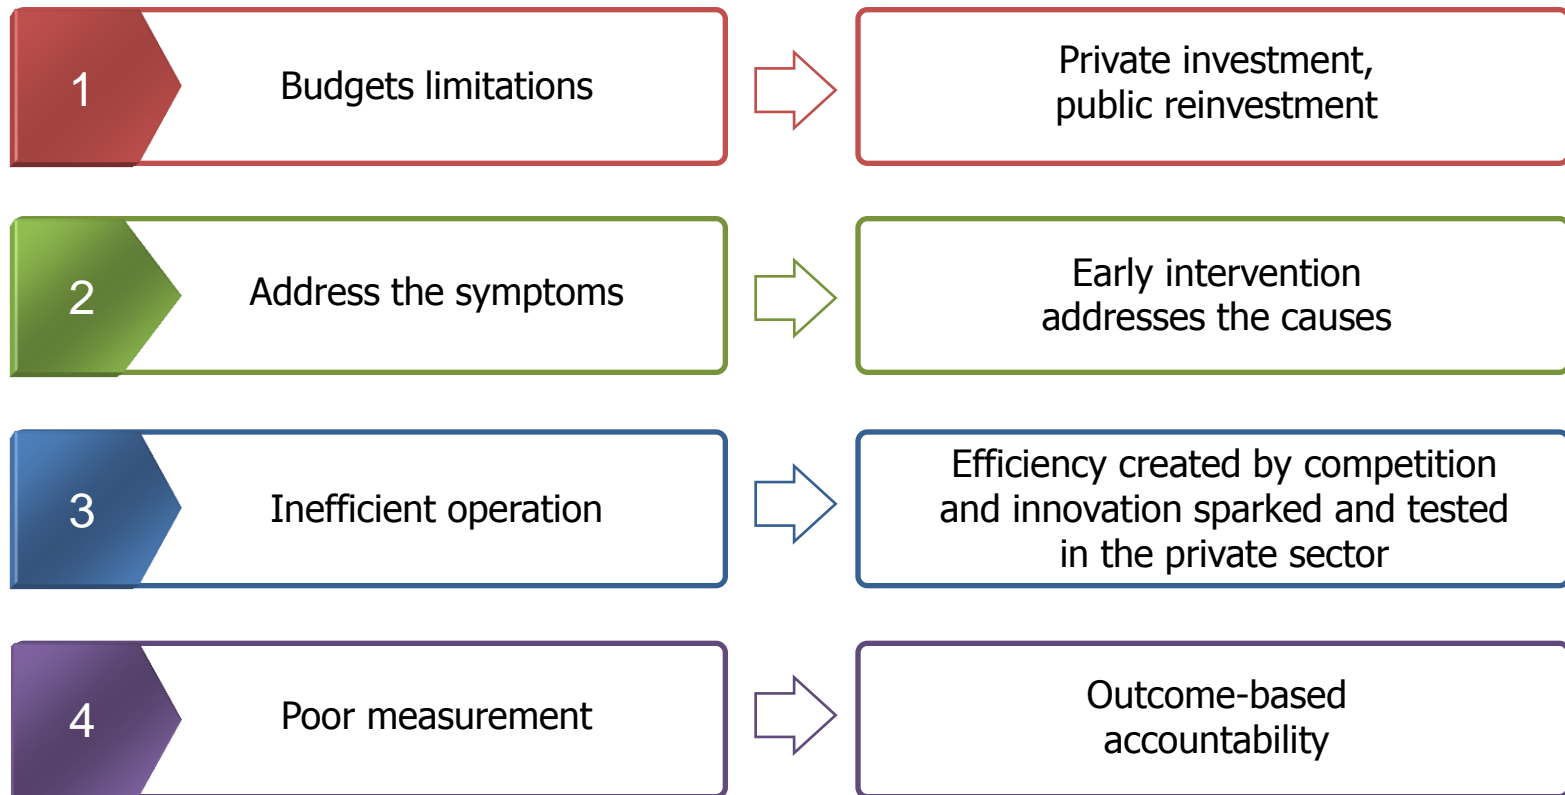 1
Budgets limitations
Private investment,
public reinvestment
2
Address the symptoms
Early intervention
addresses the causes
3
Inefficient operation
Efficiency created by competition
and innovation sparked and tested
in the private sector
4
Poor measurement
Outcome-based
accountability